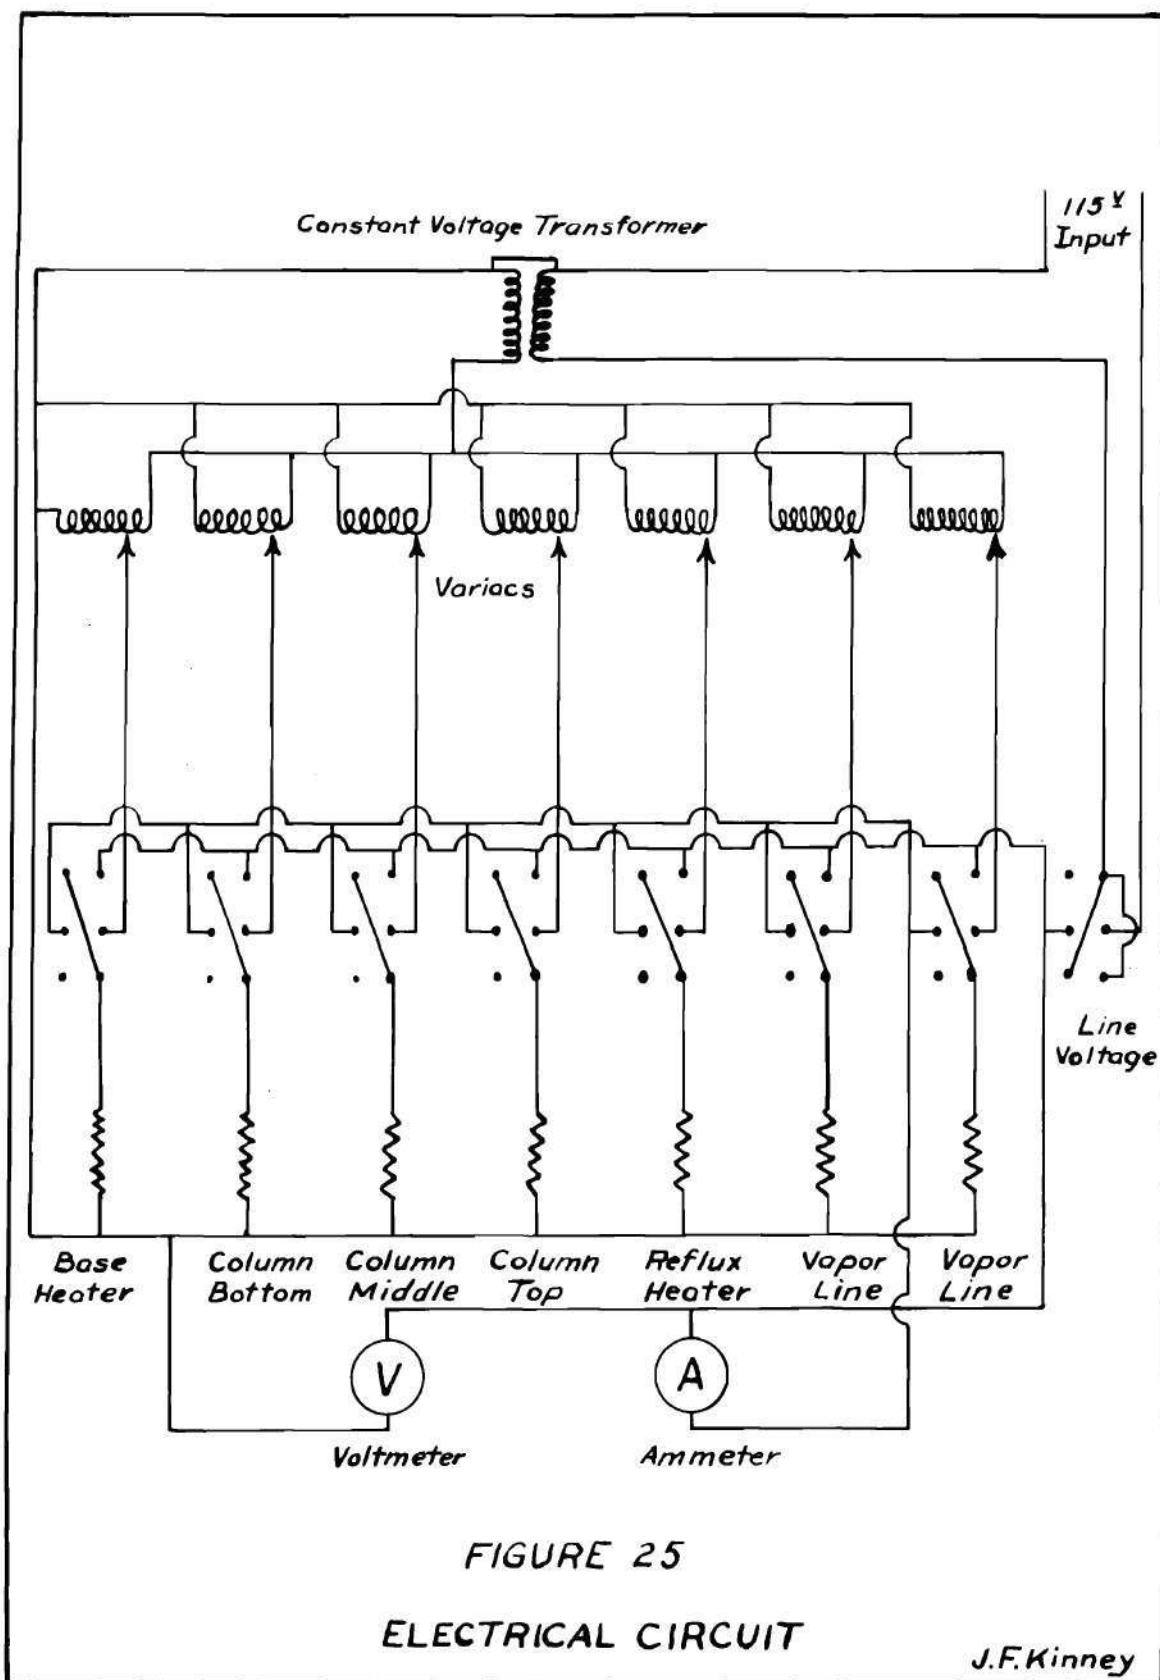 115 V
Input
Constant Voltage Transformer
Variacs
Line
Voltage
Base
Heater
Column
Bottom
Column
Middle
Column
Top
Reflux
Heater
Vapor
Line
Vapor
Line
V
A
Voltmeter
Ammeter
FIGURE 25
ELECTRICAL CIRCUIT
J.F.Kinney